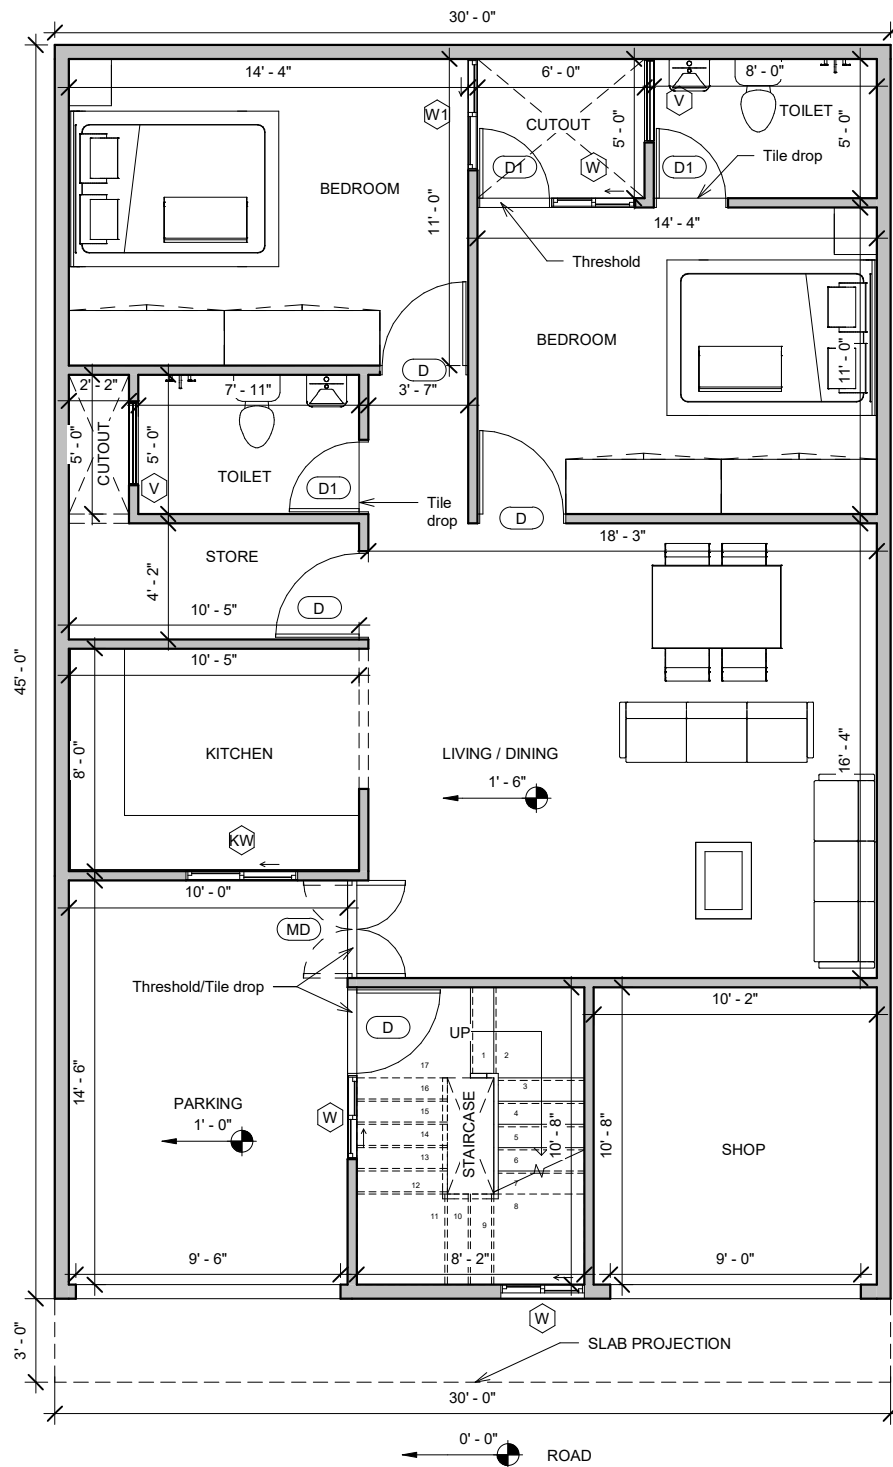 30' - 0"
14' - 4"
6' - 0"
8' - 0"
W1
V
TOILET
CUTOUT
5' - 0"
5' - 0"
Tile drop
D1
W
D1
BEDROOM
11' - 0"
14' - 4"
Threshold
BEDROOM
11' - 0"
D
2' - 2"
7' - 11"
3' - 7"
5' - 0"
CUTOUT
5' - 0"
V
TOILET
D1
Tile
drop
D
18' - 3"
STORE
4' - 2"
10' - 5"
D
45' - 0"
10' - 5"
8' - 0"
KITCHEN
LIVING / DINING
1' - 6"
16' - 4"
KW
10' - 0"
MD
Threshold/Tile drop
10' - 2"
D
UP
1
2
17
16
3
15
4
14
5
13
6
12
7
11
10
9
8
STAIRCASE
10' - 8"
10' - 8"
14' - 6"
PARKING
1' - 0"
W
SHOP
9' - 6"
8' - 2"
9' - 0"
W
3' - 0"
SLAB PROJECTION
30' - 0"
0' - 0"
ROAD